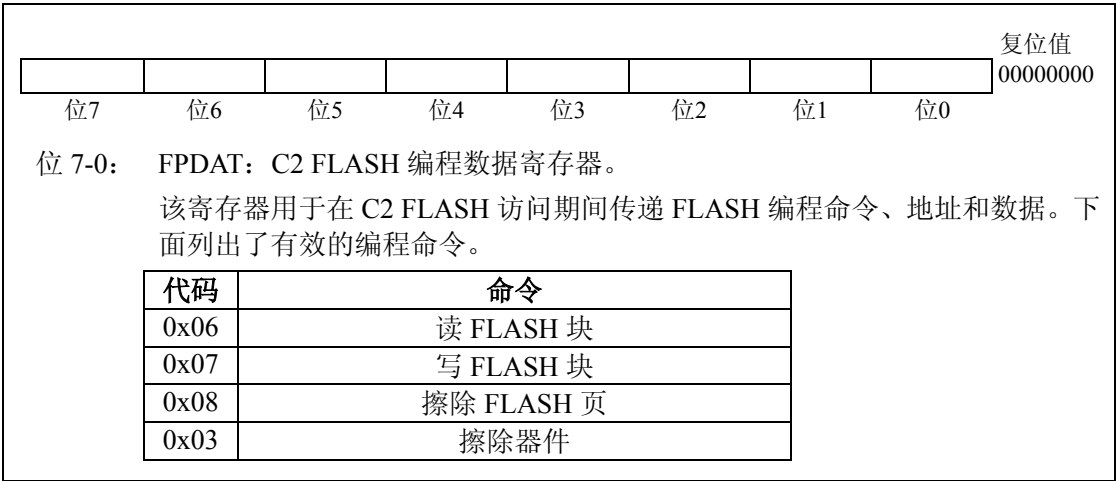 复位值
00000000
位7 位6 位5 位4 位3 位2 位1 位0
位 7-0： FPDAT：C2 FLASH 编程数据寄存器。
该寄存器用于在 C2 FLASH 访问期间传递 FLASH 编程命令、地址和数据。下
面列出了有效的编程命令。
代码 命令
0x06 读 FLASH 块
0x07 写 FLASH 块
0x08 擦除 FLASH 页
0x03 擦除器件